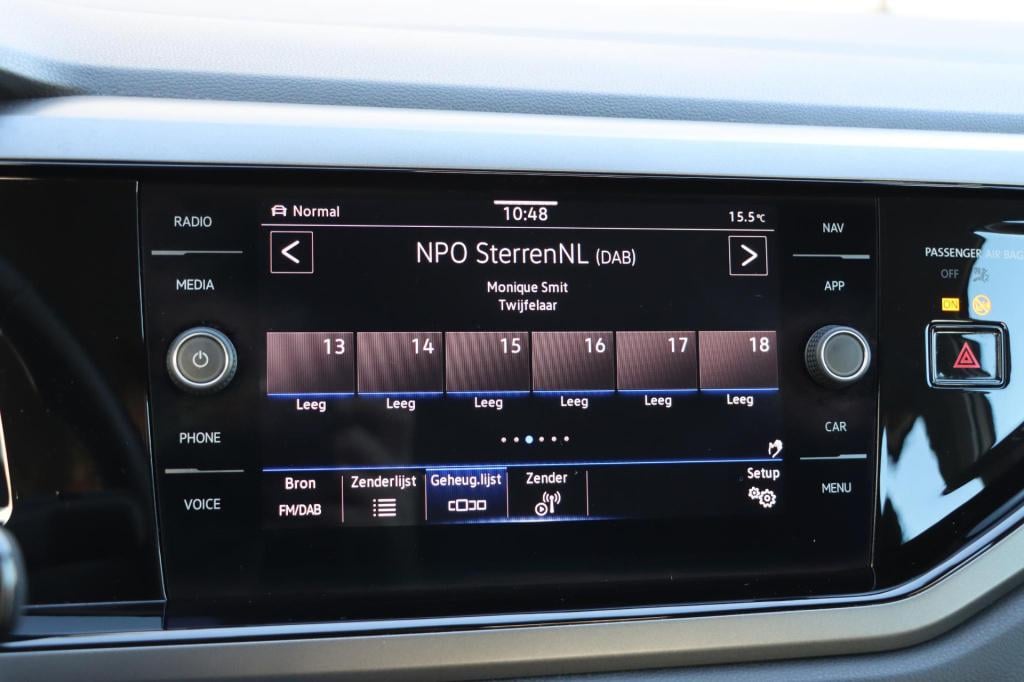 Normal
10:48
15.5°C
<
NPO SterrenNL (DAB)
>
Monique Smit
Twijfelaar
13 14 15 16 17 18
Leeg Leeg Leeg Leeg Leeg Leeg
Bron
FM/DAB
Zenderlijst
Geheug.lijst
Zender
Setup
RADIO
MEDIA
PHONE
VOICE
NAV
APP
CAR
MENU
PASSENGER AIR BAG
OFF
ON